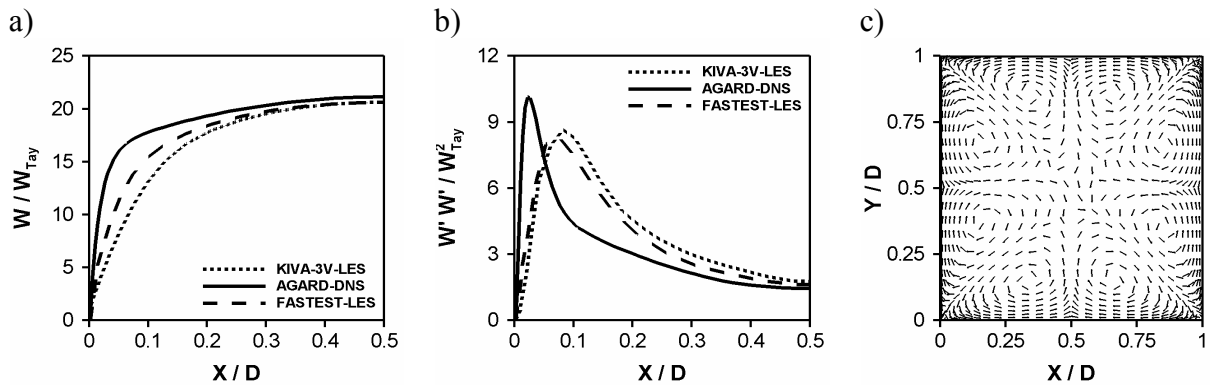 a)
25
20
15
10
5
0
W / W_Tay
KIVA-3V-LES
AGARD-DNS
FASTEST-LES
0 0.1 0.2 0.3 0.4 0.5
X / D
b)
12
9
6
3
0
W' W' / W²_Tay
KIVA-3V-LES
AGARD-DNS
FASTEST-LES
0 0.1 0.2 0.3 0.4 0.5
X / D
c)
1
0.75
0.5
0.25
0
Y / D
0 0.25 0.5 0.75 1
X / D